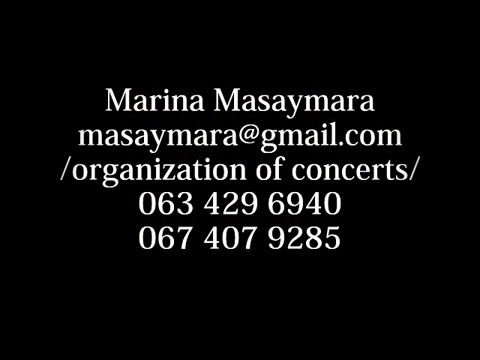 Marina Masaymara
masaymara@gmail.com
/organization of concerts/
063 429 6940
067 407 9285